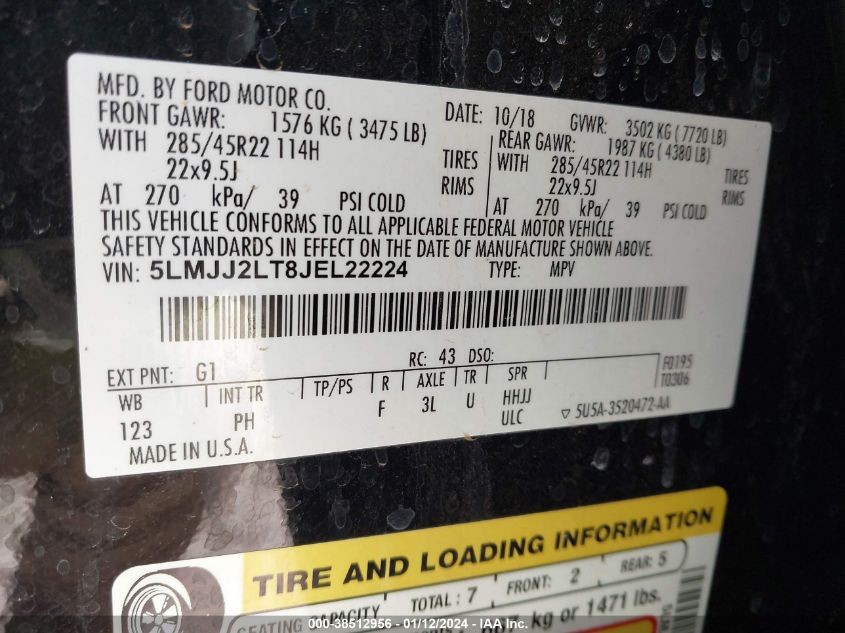 MFD. BY FORD MOTOR CO.
DATE: 10/18 GVWR: 3502 KG ( 7720 LB)
FRONT GAWR: 1576 KG ( 3475 LB)
REAR GAWR: 1987 KG ( 4380 LB)
WITH 285/45R22 114H TIRES
WITH 285/45R22 114H TIRES
22x9.5J RIMS
22x9.5J RIMS
AT 270 kPa/ 39 PSI COLD
AT 270 kPa/ 39 PSI COLD
THIS VEHICLE CONFORMS TO ALL APPLICABLE FEDERAL MOTOR VEHICLE
SAFETY STANDARDS IN EFFECT ON THE DATE OF MANUFACTURE SHOWN ABOVE.
VIN: 5LMJJ2LT8JEL22224 TYPE: MPV
EXT PNT: G1 RC: 43 DSO: F0195
T0306
WB INT TR TP/PS R AXLE TR SPR
123 PH F 3L U HHJJ
ULC
5U5A-3520472-AA
MADE IN U.S.A.
TIRE AND LOADING INFORMATION
SEATING CAPACITY TOTAL : 7 FRONT: 2 REAR: 5
kg or 1471 lbs.
000-38512956 - 01/12/2024 - IAA Inc.